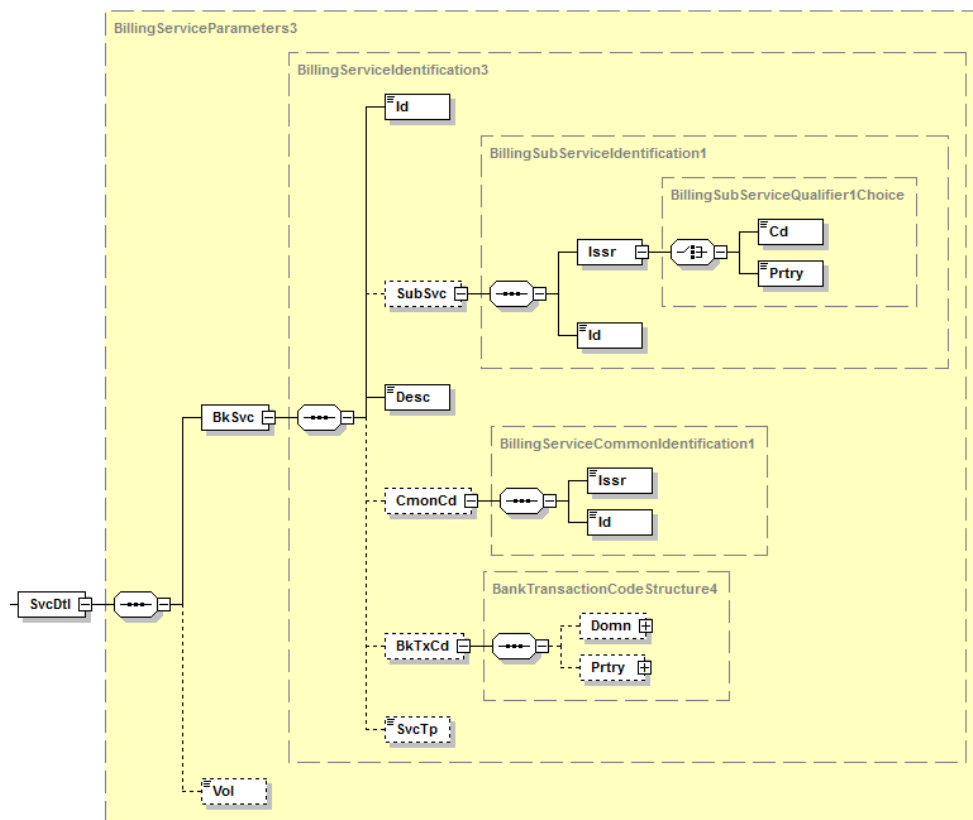 BillingServiceParameters3
BillingServiceIdentification3
Id
BillingSubServiceIdentification1
BillingSubServiceQualifier1Choice
Cd
Issr
Prtry
SubSvc
Id
Desc
BkSvc
BillingServiceCommonIdentification1
Issr
CmonCd
Id
BankTransactionCodeStructure4
SvcDtl
Domn
BkTxCd
Prtry
SvcTp
Vol